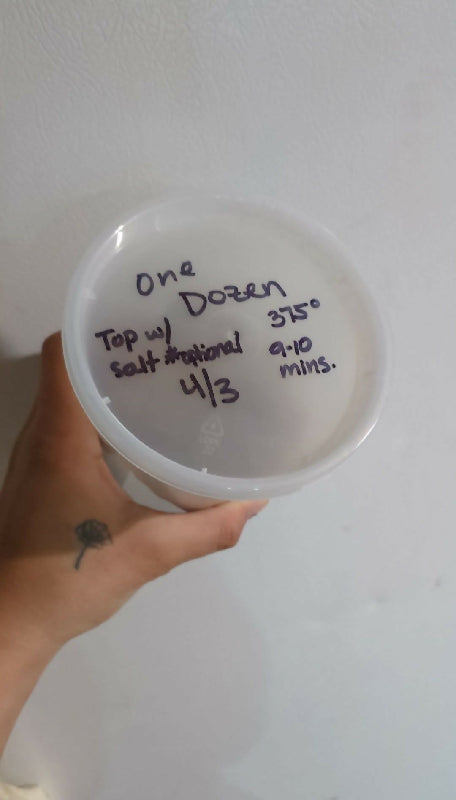 One
Dozen
Top w/
salt *optional
4/3
375°
9-10
mins.